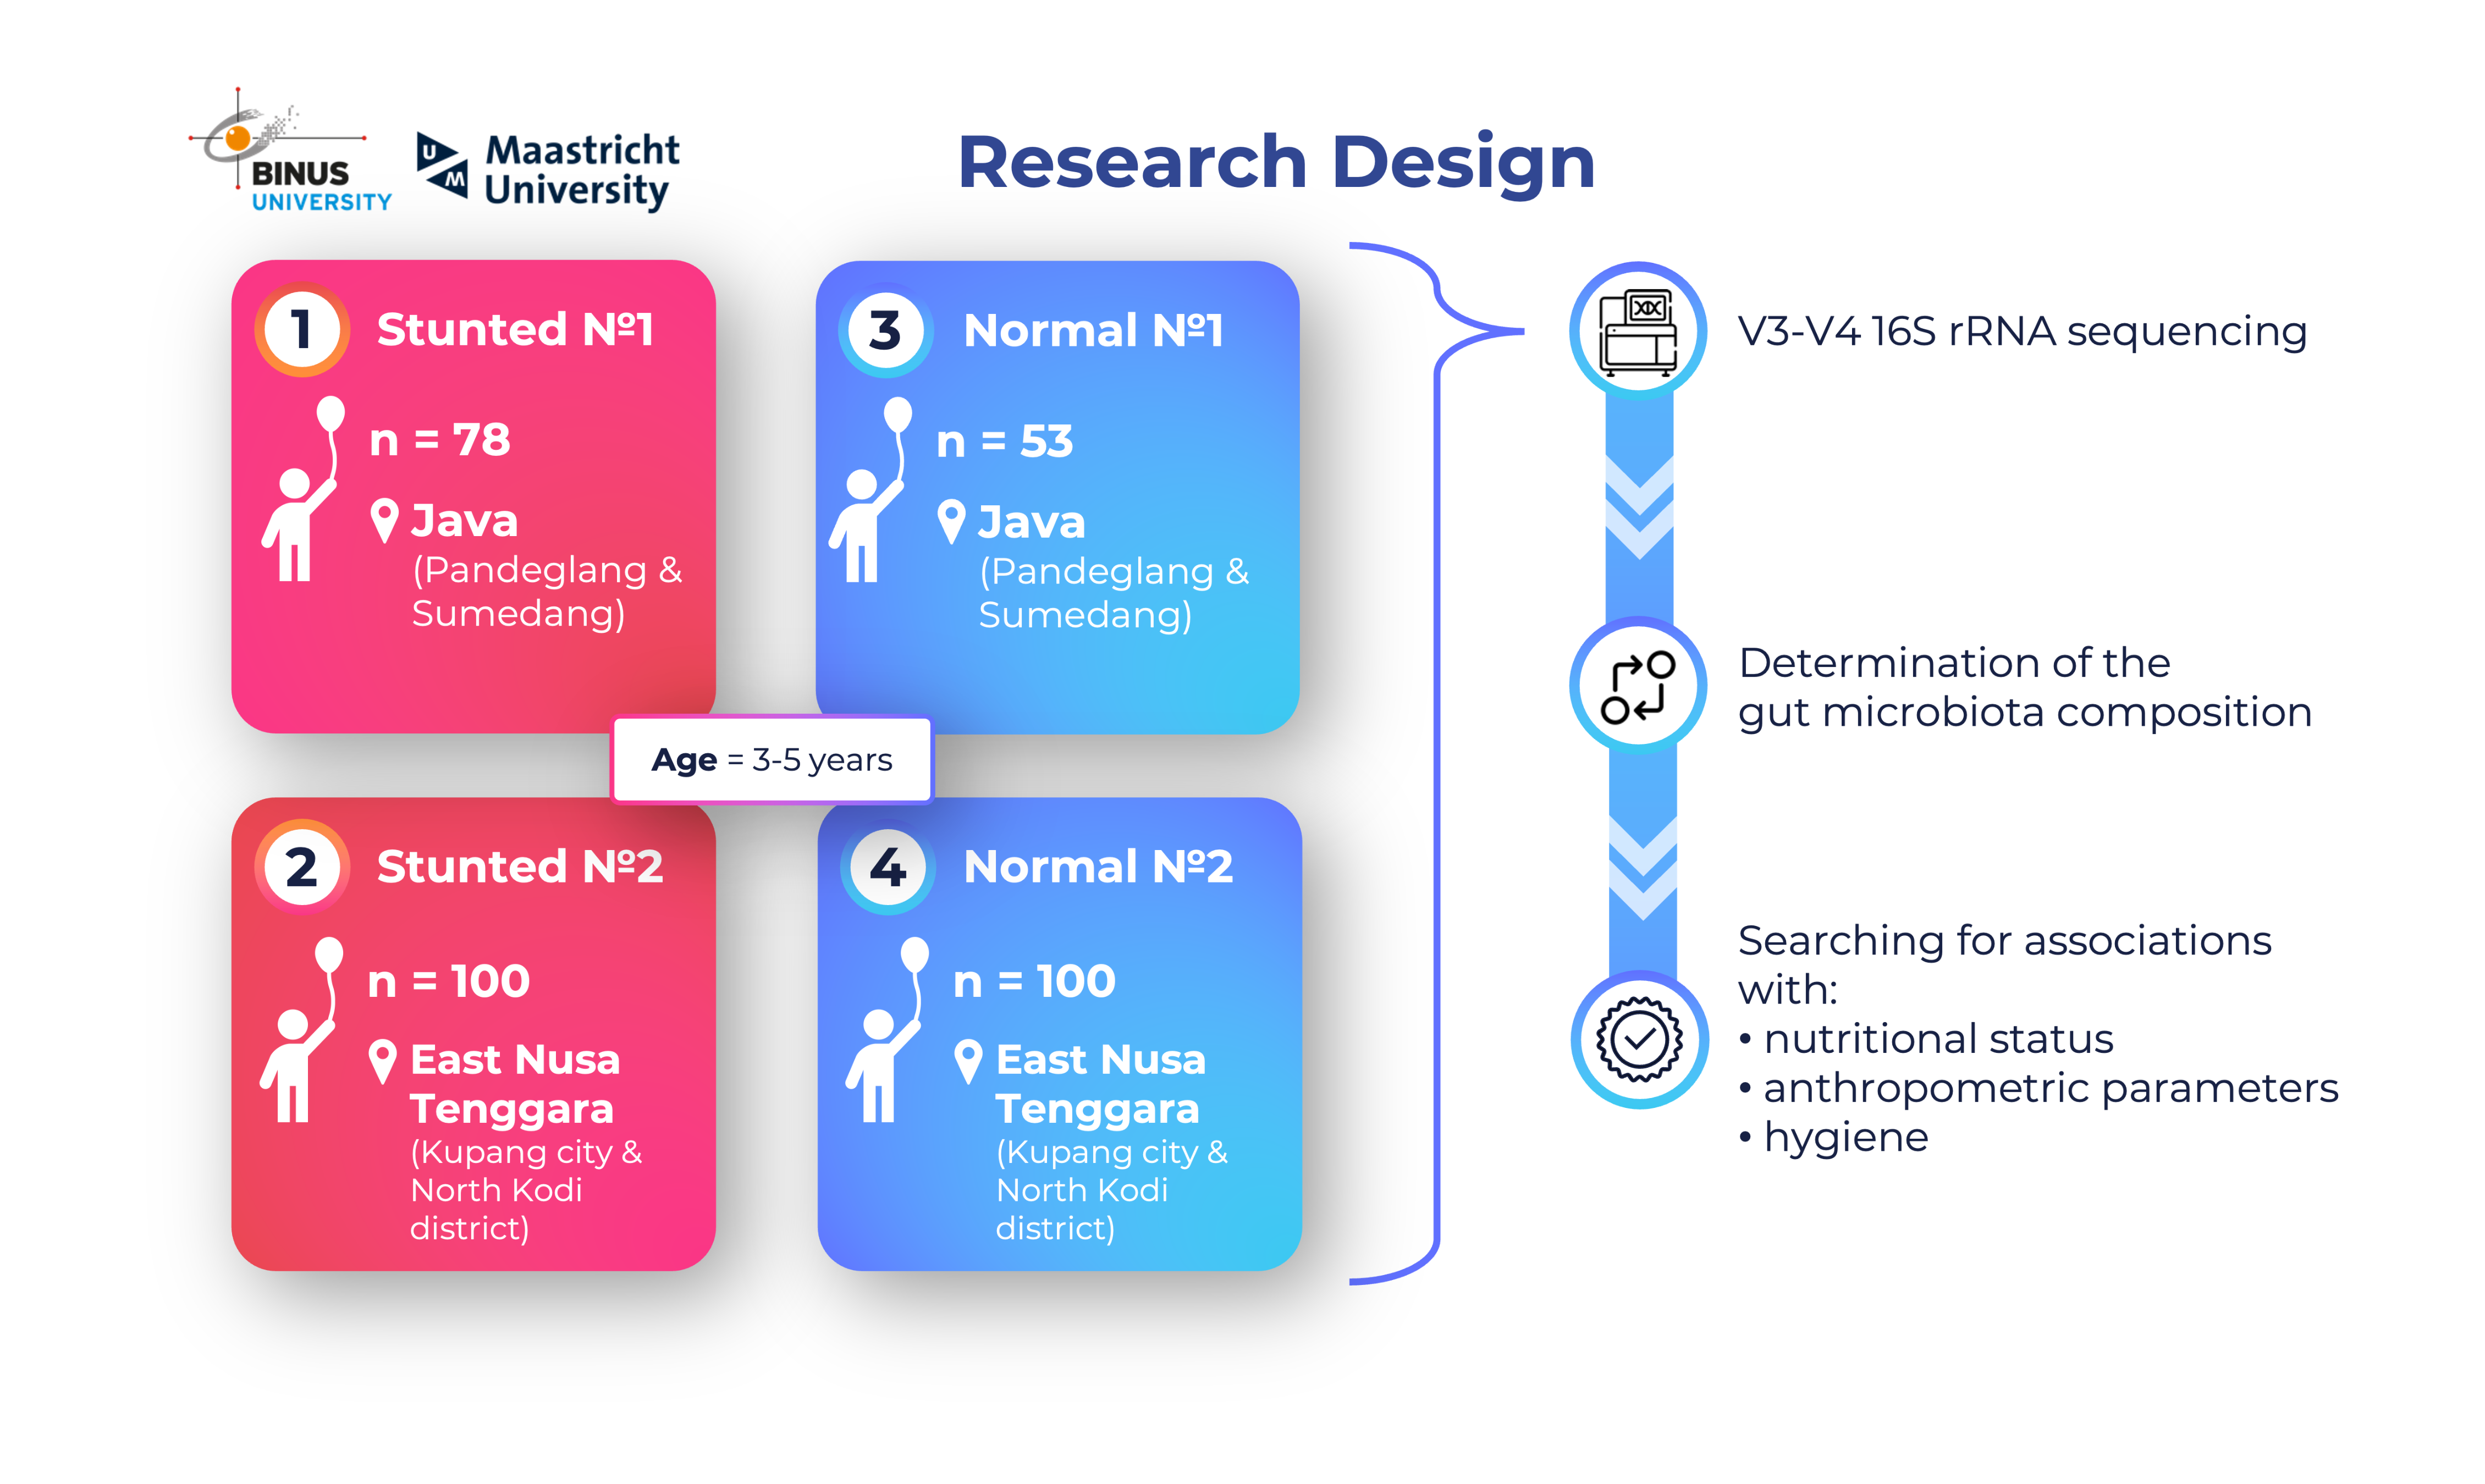 BINUS
UNIVERSITY
UM
Maastricht
University
Research Design
1
Stunted №1
n = 78
Java
(Pandeglang &
Sumedang)
3
Normal №1
n = 53
Java
(Pandeglang &
Sumedang)
Age = 3-5 years
2
Stunted №2
n = 100
East Nusa
Tenggara
(Kupang city &
North Kodi
district)
4
Normal №2
n = 100
East Nusa
Tenggara
(Kupang city &
North Kodi
district)
V3-V4 16S rRNA sequencing
Determination of the
gut microbiota composition
Searching for associations
with:
• nutritional status
• anthropometric parameters
• hygiene